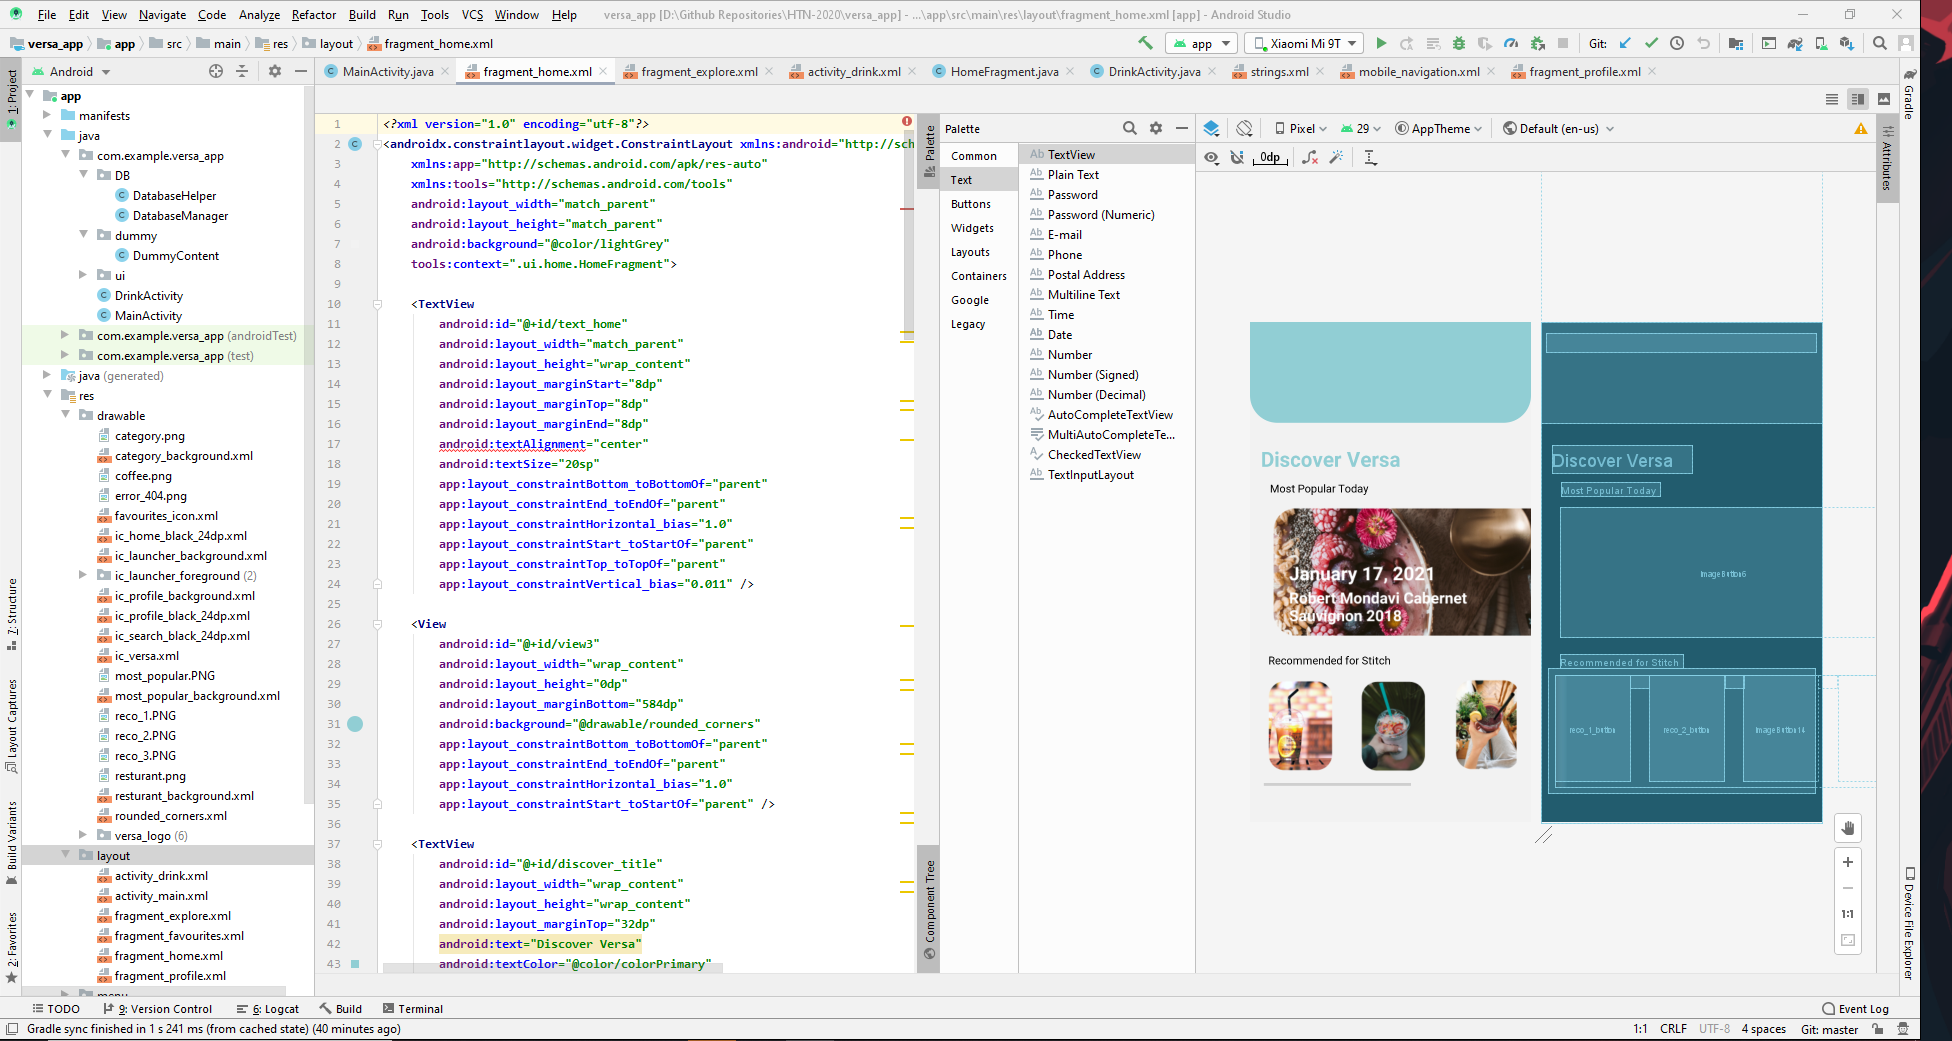 File Edit View Navigate Code Analyze Refactor Build Run Tools VCS Window Help versa_app [D:\Github Repositories\HTN-2020\versa_app] - ...\app\src\main\res\layout\fragment_home.xml [app] - Android Studio
versa_app app src main res layout fragment_home.xml app Xiaomi Mi 9T Git:
Android
MainActivity.java fragment_home.xml fragment_explore.xml activity_drink.xml HomeFragment.java DrinkActivity.java strings.xml mobile_navigation.xml fragment_profile.xml
1: Project
7: Structure
Layout Captures
Build Variants
2: Favorites
app
manifests
java
com.example.versa_app
DB
DatabaseHelper
DatabaseManager
dummy
DummyContent
ui
DrinkActivity
MainActivity
com.example.versa_app (androidTest)
com.example.versa_app (test)
java (generated)
res
drawable
category.png
category_background.xml
coffee.png
error_404.png
favourites_icon.xml
ic_home_black_24dp.xml
ic_launcher_background.xml
ic_launcher_foreground (2)
ic_profile_background.xml
ic_profile_black_24dp.xml
ic_search_black_24dp.xml
ic_versa.xml
most_popular.PNG
most_popular_background.xml
reco_1.PNG
reco_2.PNG
reco_3.PNG
resturant.png
resturant_background.xml
rounded_corners.xml
versa_logo (6)
layout
activity_drink.xml
activity_main.xml
fragment_explore.xml
fragment_favourites.xml
fragment_home.xml
fragment_profile.xml
menu
1 <?xml version="1.0" encoding="utf-8"?>
2 <androidx.constraintlayout.widget.ConstraintLayout xmlns:android="http://sch
3 xmlns:app="http://schemas.android.com/apk/res-auto"
4 xmlns:tools="http://schemas.android.com/tools"
5 android:layout_width="match_parent"
6 android:layout_height="match_parent"
7 android:background="@color/lightGrey"
8 tools:context=".ui.home.HomeFragment">
9
10 <TextView
11 android:id="@+id/text_home"
12 android:layout_width="match_parent"
13 android:layout_height="wrap_content"
14 android:layout_marginStart="8dp"
15 android:layout_marginTop="8dp"
16 android:layout_marginEnd="8dp"
17 android:textAlignment="center"
18 android:textSize="20sp"
19 app:layout_constraintBottom_toBottomOf="parent"
20 app:layout_constraintEnd_toEndOf="parent"
21 app:layout_constraintHorizontal_bias="1.0"
22 app:layout_constraintStart_toStartOf="parent"
23 app:layout_constraintTop_toTopOf="parent"
24 app:layout_constraintVertical_bias="0.011" />
25
26 <View
27 android:id="@+id/view3"
28 android:layout_width="wrap_content"
29 android:layout_height="0dp"
30 android:layout_marginBottom="584dp"
31 android:background="@drawable/rounded_corners"
32 app:layout_constraintBottom_toBottomOf="parent"
33 app:layout_constraintEnd_toEndOf="parent"
34 app:layout_constraintHorizontal_bias="1.0"
35 app:layout_constraintStart_toStartOf="parent" />
36
37 <TextView
38 android:id="@+id/discover_title"
39 android:layout_width="wrap_content"
40 android:layout_height="wrap_content"
41 android:layout_marginTop="32dp"
42 android:text="Discover Versa"
43 android:textColor="@color/colorPrimary"
Palette
Component Tree
Palette
Common
Text
Buttons
Widgets
Layouts
Containers
Google
Legacy
Ab TextView
Ab Plain Text
Ab Password
Ab Password (Numeric)
Ab E-mail
Ab Phone
Ab Postal Address
Ab Multiline Text
Ab Time
Ab Date
Ab Number
Ab Number (Signed)
Ab Number (Decimal)
AutoCompleteTextView
MultiAutoCompleteTe...
CheckedTextView
Ab TextInputLayout
Pixel 29 AppTheme Default (en-us)
0dp
Discover Versa
Most Popular Today
January 17, 2021
Robert Mondavi Cabernet
Sauvignon 2018
Recommended for Stitch
Discover Versa
Most Popular Today
ImageButton6
Recommended for Stitch
reco_1_button reco_2_button ImageButton14
1:1
Gradle
Attributes
Device File Explorer
TODO 9: Version Control 6: Logcat Build Terminal Event Log
Gradle sync finished in 1 s 241 ms (from cached state) (40 minutes ago) 1:1 CRLF UTF-8 4 spaces Git: master